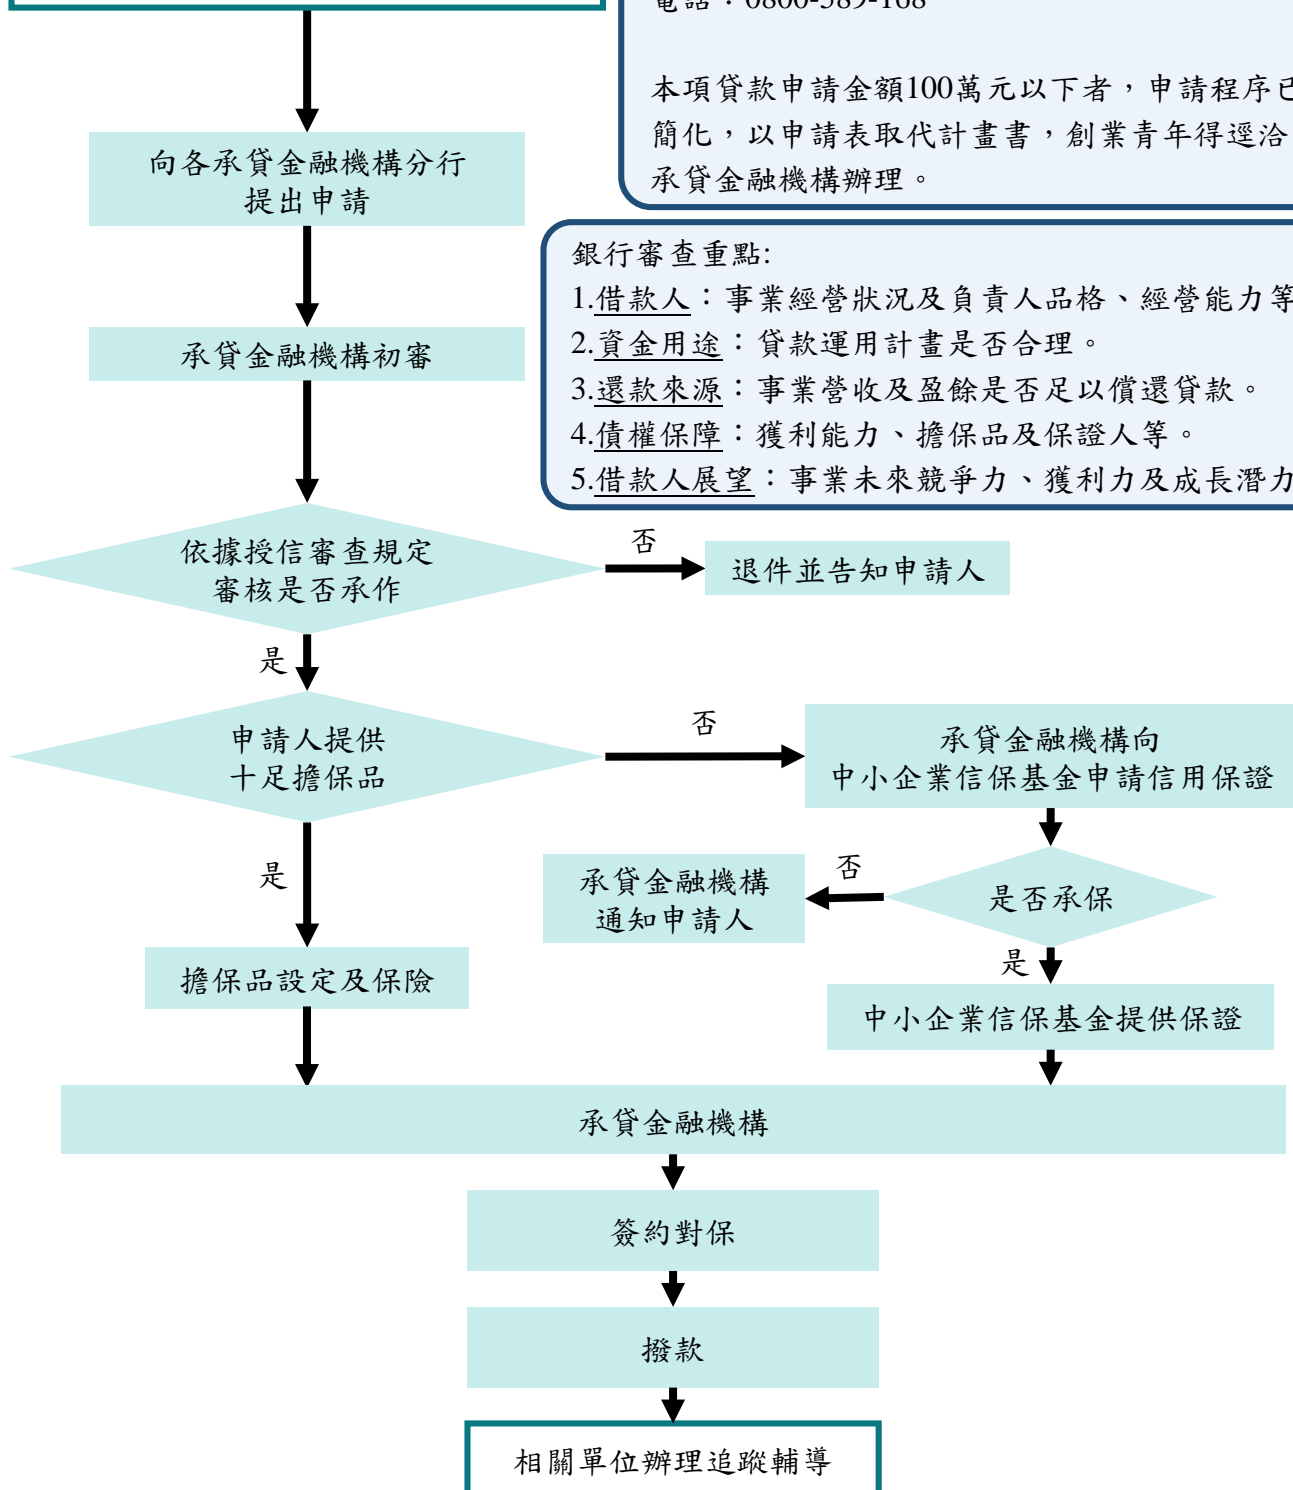 電話：0800-589-168
本項貸款申請金額100萬元以下者，申請程序已
簡化，以申請表取代計畫書，創業青年得逕洽
承貸金融機構辦理。
向各承貸金融機構分行
提出申請
銀行審查重點:
1.借款人：事業經營狀況及負責人品格、經營能力等
2.資金用途：貸款運用計畫是否合理。
3.還款來源：事業營收及盈餘是否足以償還貸款。
4.債權保障：獲利能力、擔保品及保證人等。
5.借款人展望：事業未來競爭力、獲利力及成長潛力
承貸金融機構初審
依據授信審查規定
審核是否承作
否
退件並告知申請人
是
申請人提供
十足擔保品
否
承貸金融機構向
中小企業信保基金申請信用保證
是
承貸金融機構
通知申請人
否
是否承保
是
擔保品設定及保險
中小企業信保基金提供保證
承貸金融機構
簽約對保
撥款
相關單位辦理追蹤輔導